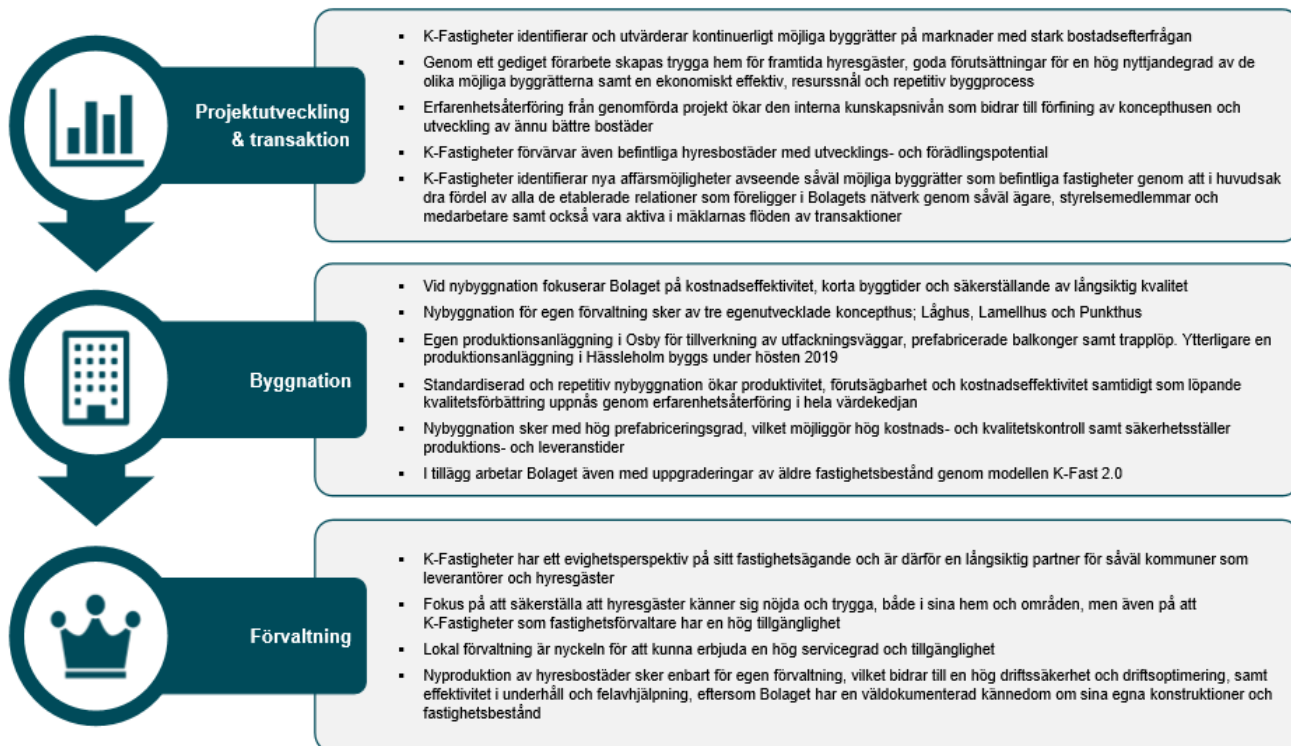 Projektutveckling
& transaktion
▪ K-Fastigheter identifierar och utvärderar kontinuerligt möjliga byggrätter på marknader med stark bostadsefterfrågan
▪ Genom ett gediget förarbete skapas trygga hem för framtida hyresgäster, goda förutsättningar för en hög nyttjandegrad av de
olika möjliga byggrätterna samt en ekonomiskt effektiv, resurssnål och repetitiv byggprocess
▪ Erfarenhetsåterföring från genomförda projekt ökar den interna kunskapsnivån som bidrar till förfining av koncepthusen och
utveckling av ännu bättre bostäder
▪ K-Fastigheter förvärvar även befintliga hyresbostäder med utvecklings- och förädlingspotential
▪ K-Fastigheter identifierar nya affärsmöjligheter avseende såväl möjliga byggrätter som befintliga fastigheter genom att i huvudsak
dra fördel av alla de etablerade relationer som föreligger i Bolagets nätverk genom såväl ägare, styrelsemedlemmar och
medarbetare samt också vara aktiva i mäklarnas flöden av transaktioner
Byggnation
▪ Vid nybyggnation fokuserar Bolaget på kostnadseffektivitet, korta byggtider och säkerställande av långsiktig kvalitet
▪ Nybyggnation för egen förvaltning sker av tre egenutvecklade koncepthus; Låghus, Lamellhus och Punkthus
▪ Egen produktionsanläggning i Osby för tillverkning av utfackningsväggar, prefabricerade balkonger samt trapplöp. Ytterligare en
produktionsanläggning i Hässleholm byggs under hösten 2019
▪ Standardiserad och repetitiv nybyggnation ökar produktivitet, förutsägbarhet och kostnadseffektivitet samtidigt som löpande
kvalitetsförbättring uppnås genom erfarenhetsåterföring i hela värdekedjan
▪ Nybyggnation sker med hög prefabriceringsgrad, vilket möjliggör hög kostnads- och kvalitetskontroll samt säkerhetsställer
produktions- och leveranstider
▪ I tillägg arbetar Bolaget även med uppgraderingar av äldre fastighetsbestånd genom modellen K-Fast 2.0
Förvaltning
▪ K-Fastigheter har ett evighetsperspektiv på sitt fastighetsägande och är därför en långsiktig partner för såväl kommuner som
leverantörer och hyresgäster
▪ Fokus på att säkerställa att hyresgäster känner sig nöjda och trygga, både i sina hem och områden, men även på att
K-Fastigheter som fastighetsförvaltare har en hög tillgänglighet
▪ Lokal förvaltning är nyckeln för att kunna erbjuda en hög servicegrad och tillgänglighet
▪ Nyproduktion av hyresbostäder sker enbart för egen förvaltning, vilket bidrar till en hög driftssäkerhet och driftsoptimering, samt
effektivitet i underhåll och felavhjälpning, eftersom Bolaget har en väldokumenterad kännedom om sina egna konstruktioner och
fastighetsbestånd